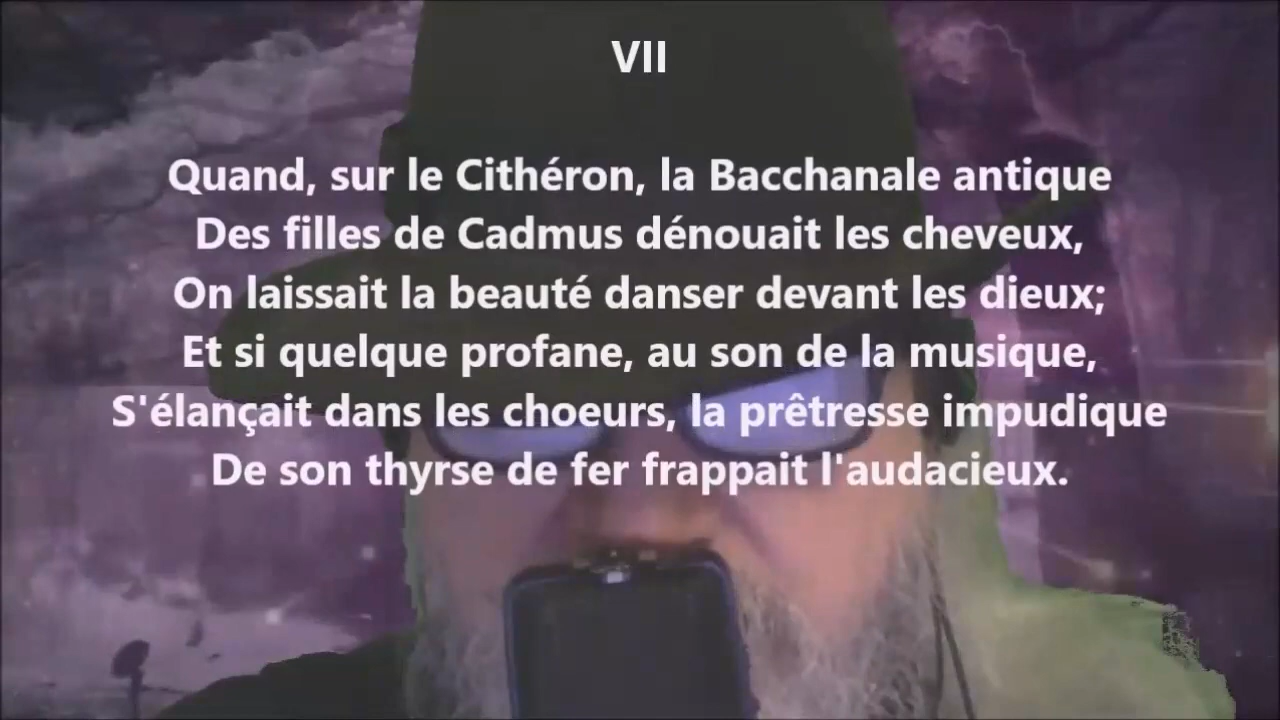 VII
Quand, sur le Cithéron, la Bacchanale antique
Des filles de Cadmus dénouait les cheveux,
On laissait la beauté danser devant les dieux;
Et si quelque profane, au son de la musique,
S'élançait dans les choeurs, la prêtresse impudique
De son thyrse de fer frappait l'audacieux.